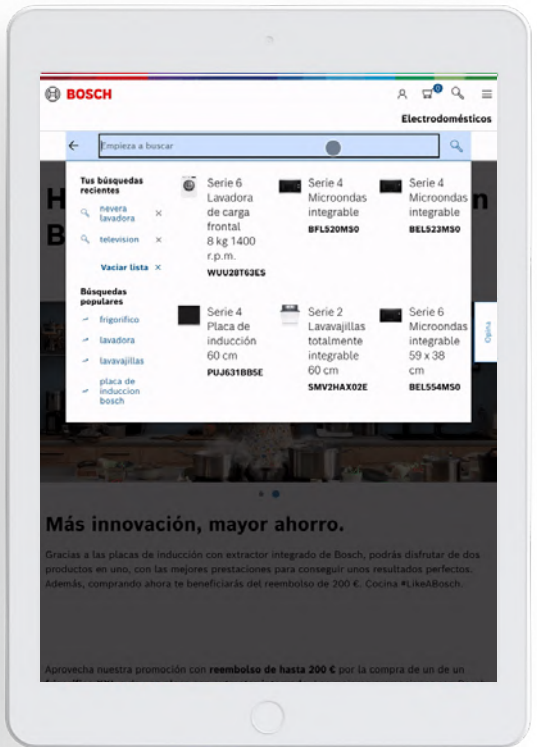 BOSCH
0
Electrodomésticos
Empieza a buscar
Tus búsquedas
recientes
nevera
lavadora
television
Vaciar lista
Búsquedas
populares
frigorifico
lavadora
lavavajillas
placa de
induccion
bosch
Serie 6
Lavadora
de carga
frontal
8 kg 1400
r.p.m.
WUU28T63ES
Serie 4
Microondas
integrable
BFL520MS0
Serie 4
Microondas
integrable
BEL523MS0
Serie 4
Placa de
inducción
60 cm
PUJ631BB5E
Serie 2
Lavavajillas
totalmente
integrable
60 cm
SMV2HAX02E
Serie 6
Microondas
integrable
59 x 38
cm
BEL554MS0
Opina
H n
B
Más innovación, mayor ahorro.
Gracias a las placas de inducción con extractor integrado de Bosch, podrás disfrutar de dos
productos en uno, con las mejores prestaciones para conseguir unos resultados perfectos.
Además, comprando ahora te beneficiarás del reembolso de 200 €. Cocina #LikeABosch.
Aprovecha nuestra promoción con reembolso de hasta 200 € por la compra de un de un